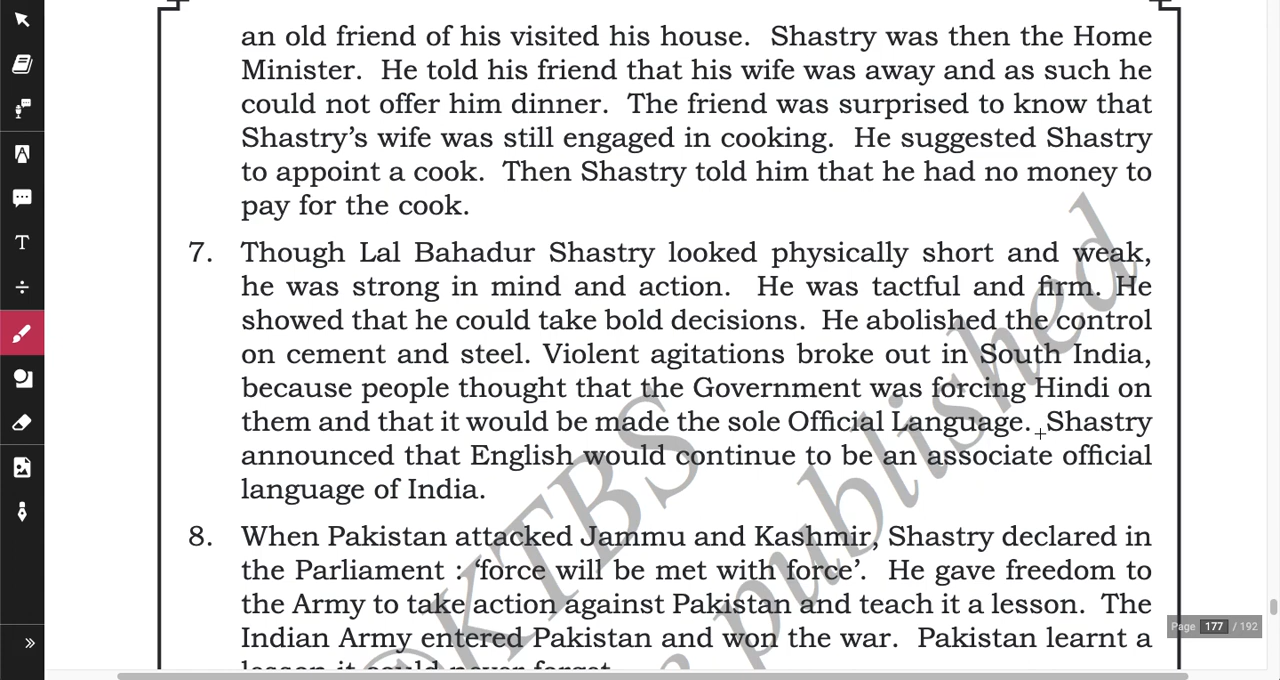 an old friend of his visited his house. Shastry was then the Home
Minister. He told his friend that his wife was away and as such he
could not offer him dinner. The friend was surprised to know that
Shastry's wife was still engaged in cooking. He suggested Shastry
to appoint a cook. Then Shastry told him that he had no money to
pay for the cook.
7. Though Lal Bahadur Shastry looked physically short and weak,
he was strong in mind and action. He was tactful and firm. He
showed that he could take bold decisions. He abolished the control
on cement and steel. Violent agitations broke out in South India,
because people thought that the Government was forcing Hindi on
them and that it would be made the sole Official Language. Shastry
announced that English would continue to be an associate official
language of India.
8. When Pakistan attacked Jammu and Kashmir, Shastry declared in
the Parliament : 'force will be met with force'. He gave freedom to
the Army to take action against Pakistan and teach it a lesson. The
Indian Army entered Pakistan and won the war. Pakistan learnt a
lesson it could never forget.
©KTBS
published
Page 177 / 192
T